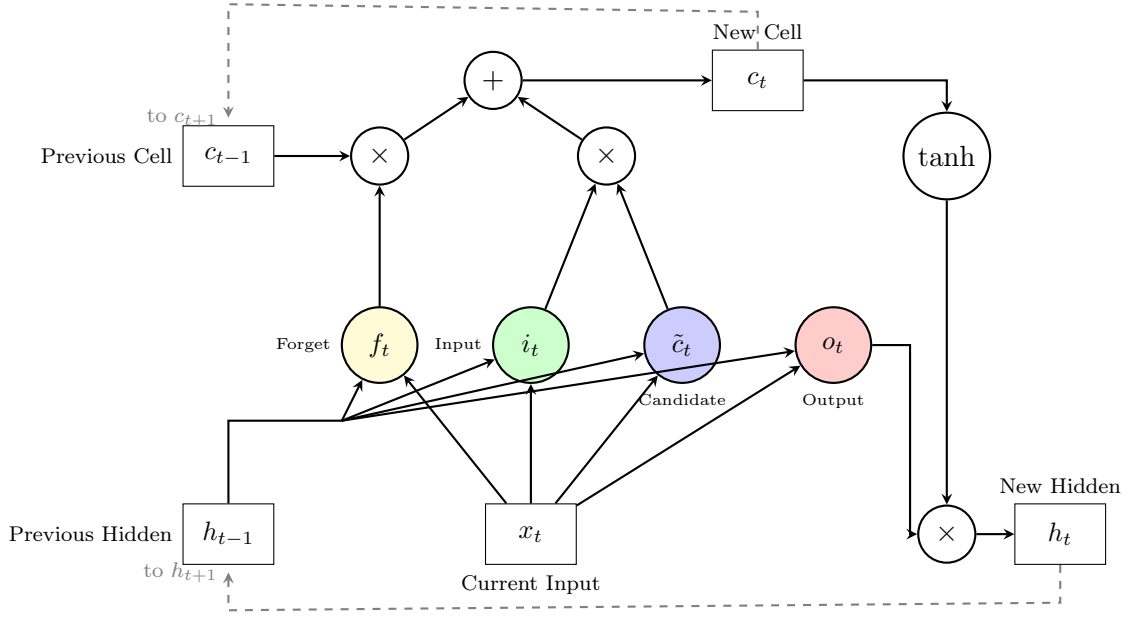 New Cell
+
c_t
to c_{t+1}
Previous Cell
c_{t−1}
×
×
tanh
Forget
f_t
Input
i_t
c̃_t
o_t
Candidate
Output
New Hidden
Previous Hidden
h_{t−1}
x_t
×
h_t
to h_{t+1}
Current Input